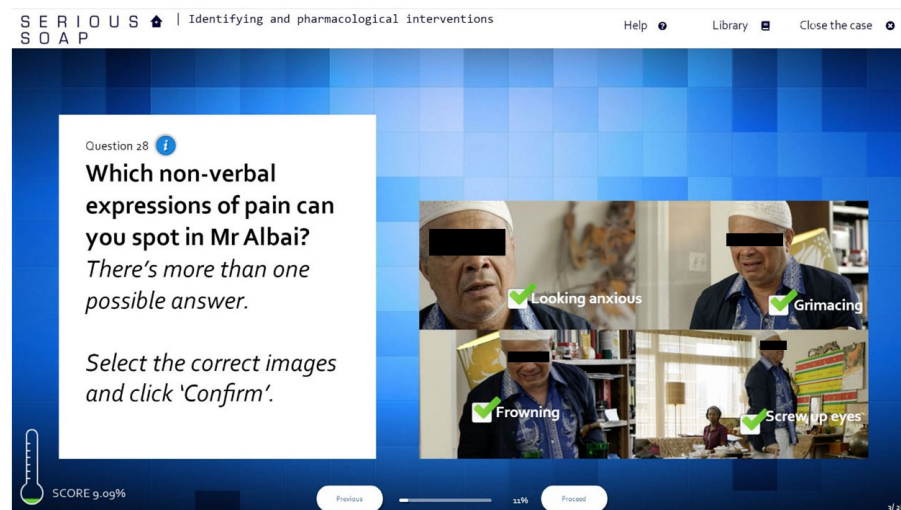 SERIOUS | Identifying and pharmacological interventions
SOAP
Help ? Library Close the case
Question 28 i
Which non-verbal
expressions of pain can
you spot in Mr Albai?
There's more than one
possible answer.
Select the correct images
and click 'Confirm'.
Looking anxious
Grimacing
Frowning
Screw up eyes
SCORE 9.09%
Previous
11%
Proceed